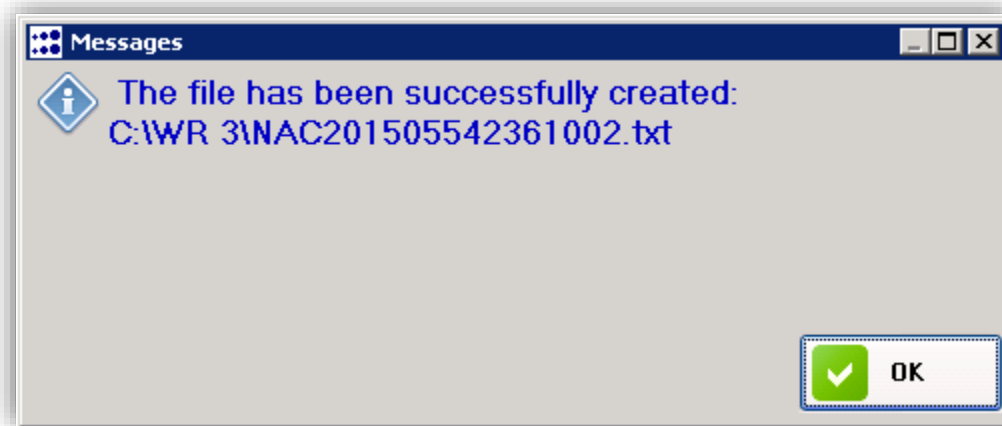 Messages
The file has been successfully created:
C:\WR 3\NAC201505542361002.txt
OK